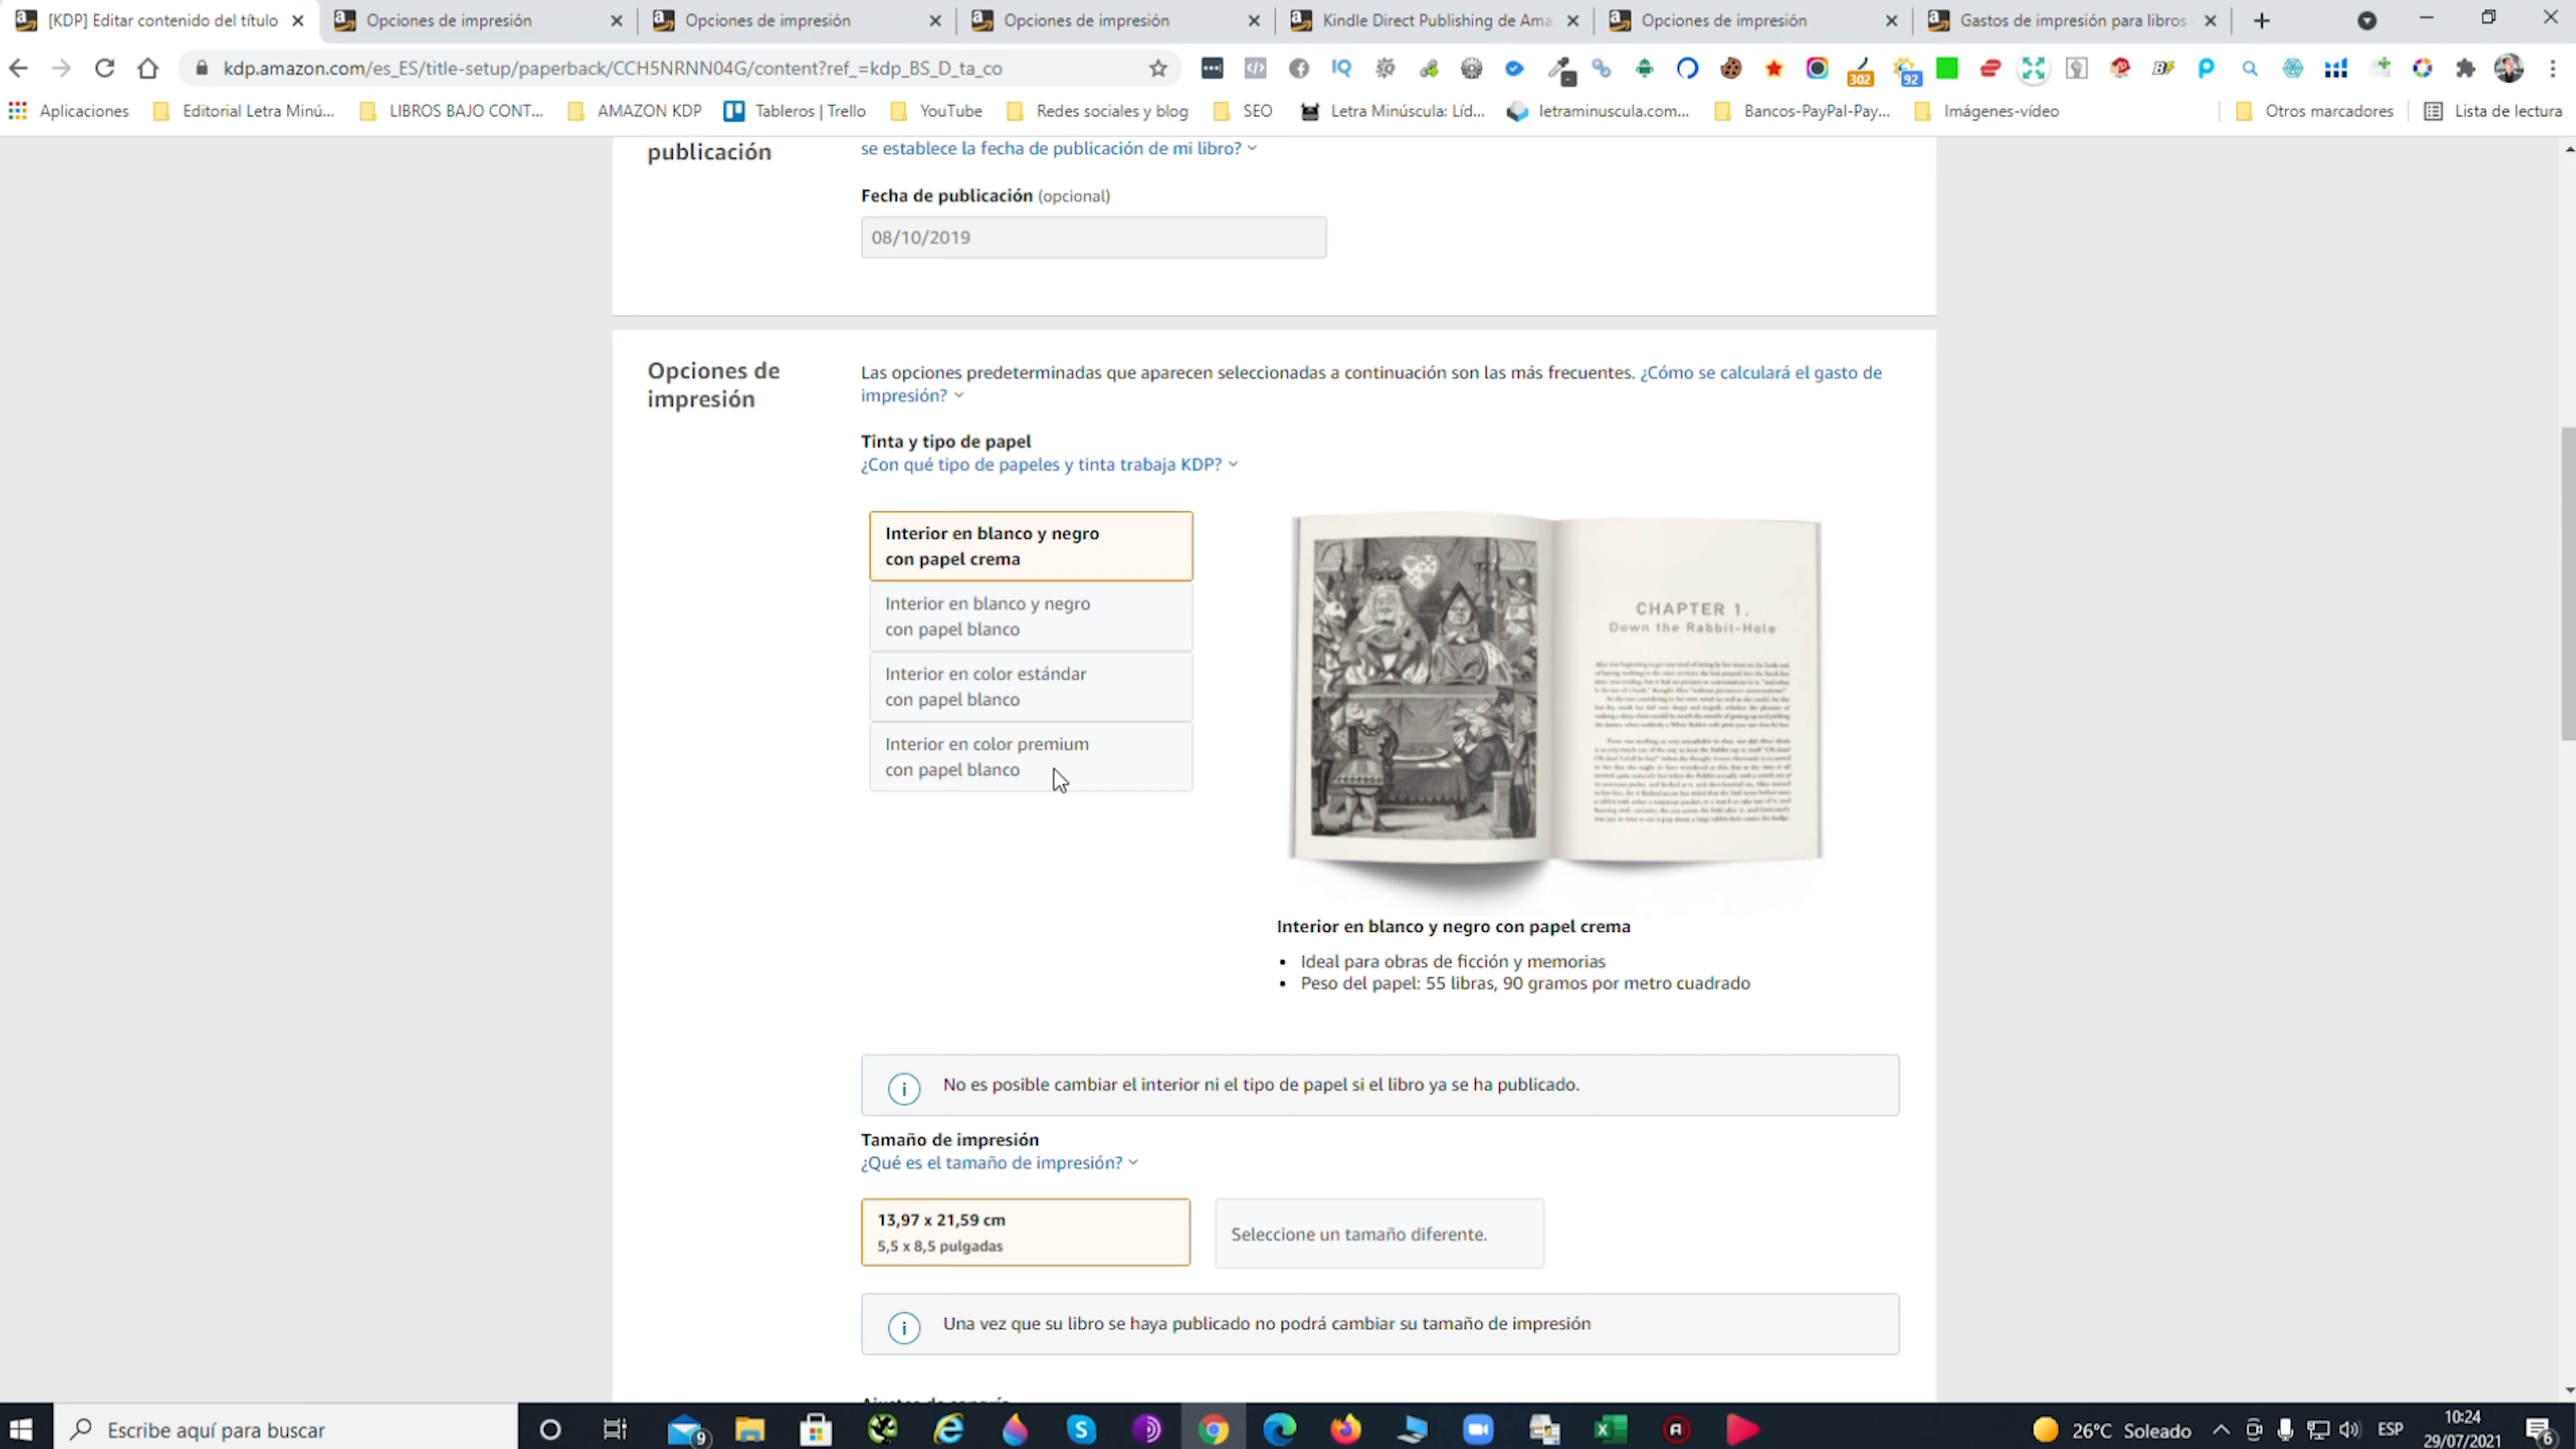 [KDP] Editar contenido del título
Opciones de impresión
Opciones de impresión
Opciones de impresión
Kindle Direct Publishing de Ama
Opciones de impresión
Gastos de impresión para libros
kdp.amazon.com/es_ES/title-setup/paperback/CCH5NRNN04G/content?ref_=kdp_BS_D_ta_co
IQ
302
92
Aplicaciones
Editorial Letra Minú...
LIBROS BAJO CONT...
AMAZON KDP
Tableros | Trello
YouTube
Redes sociales y blog
SEO
Letra Minúscula: Líd...
letraminuscula.com...
Bancos-PayPal-Pay...
Imágenes-vídeo
Otros marcadores
Lista de lectura
publicación
se establece la fecha de publicación de mi libro?
Fecha de publicación (opcional)
08/10/2019
Opciones de
impresión
Las opciones predeterminadas que aparecen seleccionadas a continuación son las más frecuentes. ¿Cómo se calculará el gasto de
impresión?
Tinta y tipo de papel
¿Con qué tipo de papeles y tinta trabaja KDP?
Interior en blanco y negro
con papel crema
Interior en blanco y negro
con papel blanco
Interior en color estándar
con papel blanco
Interior en color premium
con papel blanco
CHAPTER 1.
Down the Rabbit-Hole
Interior en blanco y negro con papel crema
• Ideal para obras de ficción y memorias
• Peso del papel: 55 libras, 90 gramos por metro cuadrado
No es posible cambiar el interior ni el tipo de papel si el libro ya se ha publicado.
Tamaño de impresión
¿Qué es el tamaño de impresión?
13,97 x 21,59 cm
5,5 x 8,5 pulgadas
Seleccione un tamaño diferente.
Una vez que su libro se haya publicado no podrá cambiar su tamaño de impresión
Escribe aquí para buscar
9
26°C Soleado
ESP
10:24
29/07/2021
6